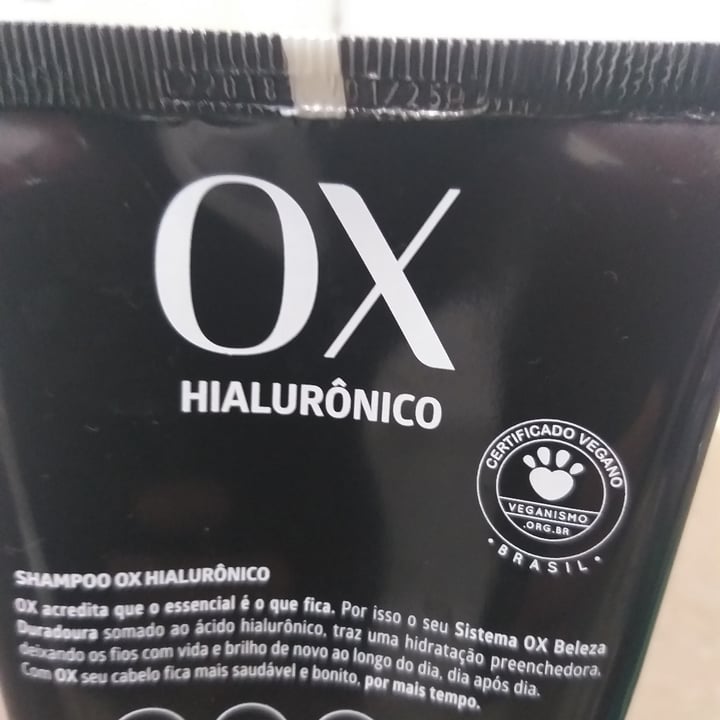 OX
HIALURÔNICO
CERTIFICADO VEGANO
VEGANISMO
.ORG.BR
• BRASIL •
SHAMPOO OX HIALURÔNICO
OX acredita que o essencial é o que fica. Por isso o seu Sistema OX Beleza
Duradoura somado ao ácido hialurônico, traz uma hidratação preenchedora,
deixando os fios com vida e brilho de novo ao longo do dia, dia após dia.
Com OX seu cabelo fica mais saudável e bonito, por mais tempo.